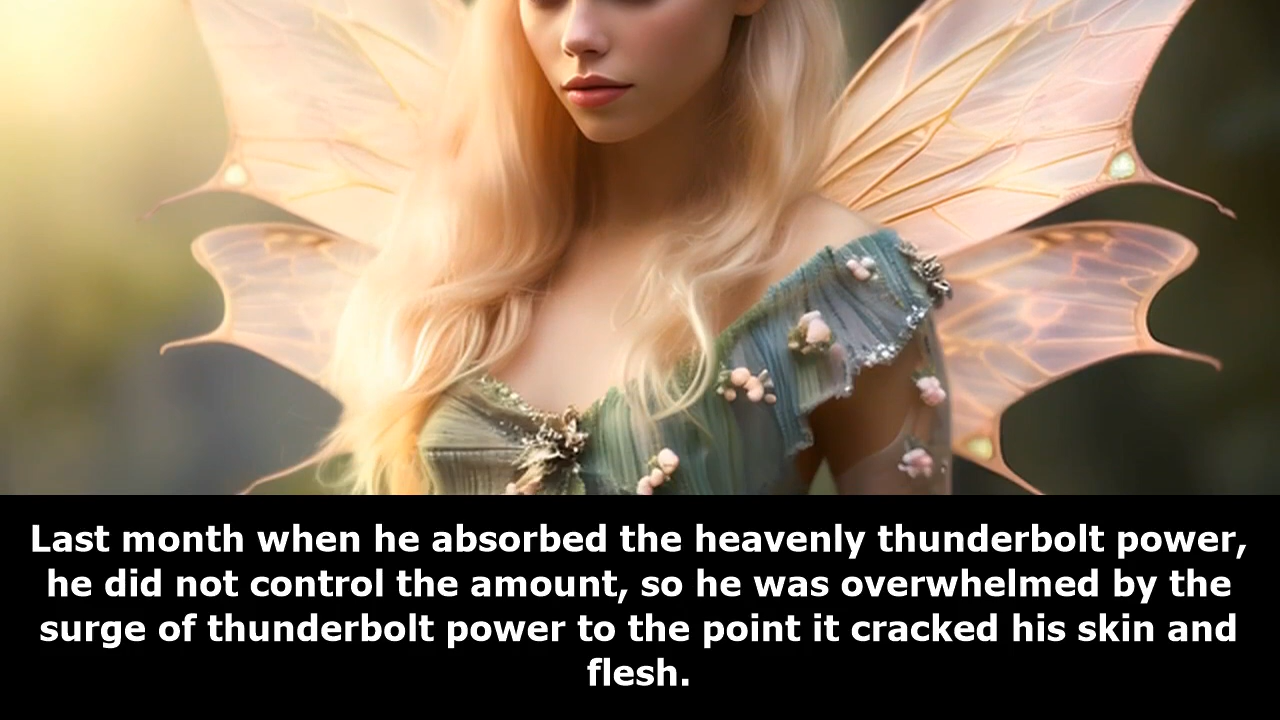 Last month when he absorbed the heavenly thunderbolt power,
he did not control the amount, so he was overwhelmed by the
surge of thunderbolt power to the point it cracked his skin and
flesh.